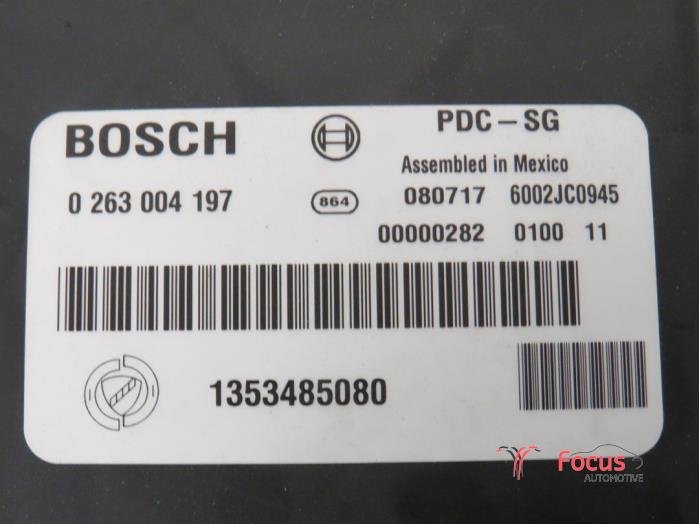 BOSCH
PDC-SG
Assembled in Mexico
0 263 004 197
864
080717 6002JC0945
00000282 0100 11
1353485080
Focus
AUTOMOTIVE